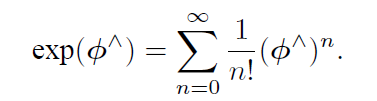 exp(ϕ^) = ∑_{n=0}^{∞} 1/n! (ϕ^)^n.